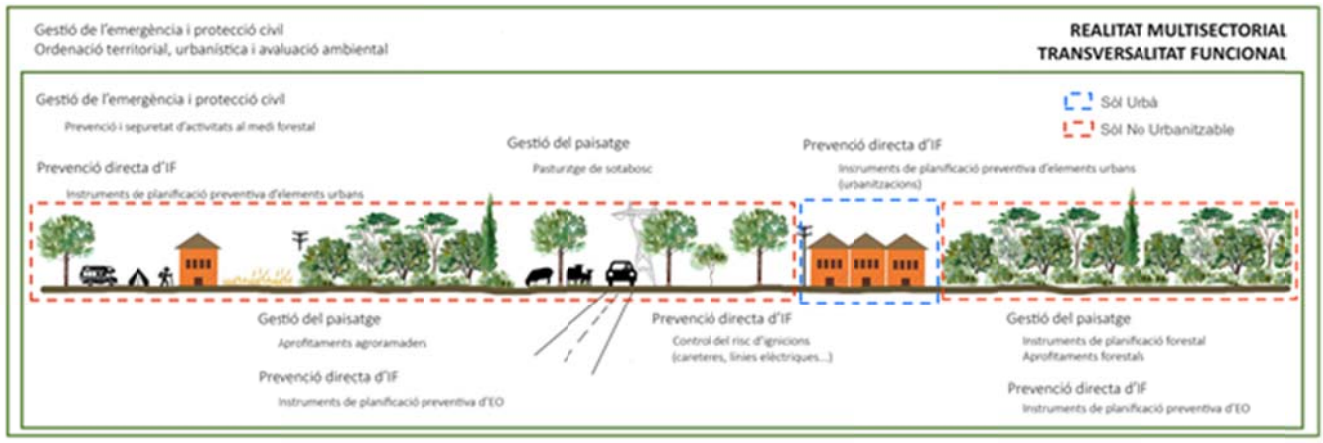 Gestió de l'emergència i protecció civil
Ordenació territorial, urbanística i avaluació ambiental
REALITAT MULTISECTORIAL
TRANSVERSALITAT FUNCIONAL
Gestió de l'emergència i protecció civil
Prevenció i seguretat d'activitats al medi forestal
Prevenció directa d'IF
Instruments de planificació preventiva d'elements urbans
Gestió del paisatge
Pasturatge de sotabosc
Prevenció directa d'IF
Instruments de planificació preventiva d'elements urbans
(urbanitzacions)
Sòl Urbà
Sòl No Urbanitzable
Gestió del paisatge
Aprofitaments agroramaders
Prevenció directa d'IF
Instruments de planificació preventiva d'EO
Prevenció directa d'IF
Control del risc d'ignicions
(careteres, línies elèctriques...)
Gestió del paisatge
Instruments de planificació forestal
Aprofitaments forestals
Prevenció directa d'IF
Instruments de planificació preventiva d'EO